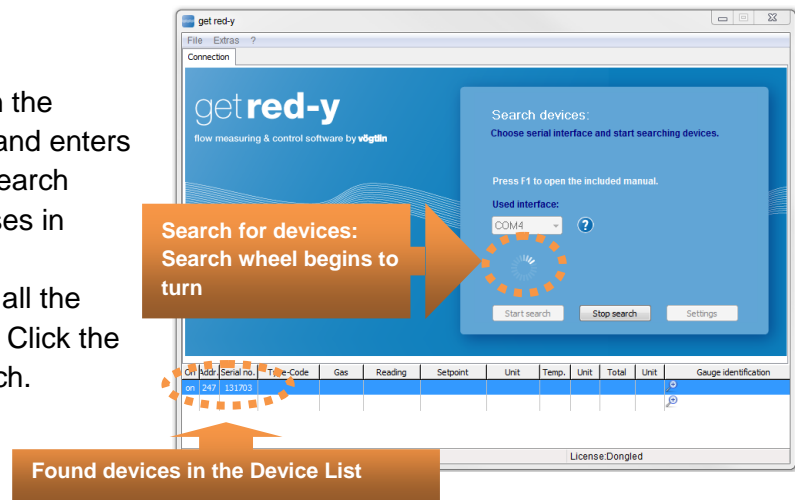 n the
and enters
earch
ses in
all the
Click the
ch.
get red-y
File Extras ?
Connection
get red-y
flow measuring & control software by vögtlin
Search devices:
Choose serial interface and start searching devices.
Press F1 to open the included manual.
Used interface:
COM4 ?
Search for devices:
Search wheel begins to
turn
Start search Stop search Settings
On Addr. Serial no. Type-Code Gas Reading Setpoint Unit Temp. Unit Total Unit Gauge identification
on 247 131703
License:Dongled
Found devices in the Device List